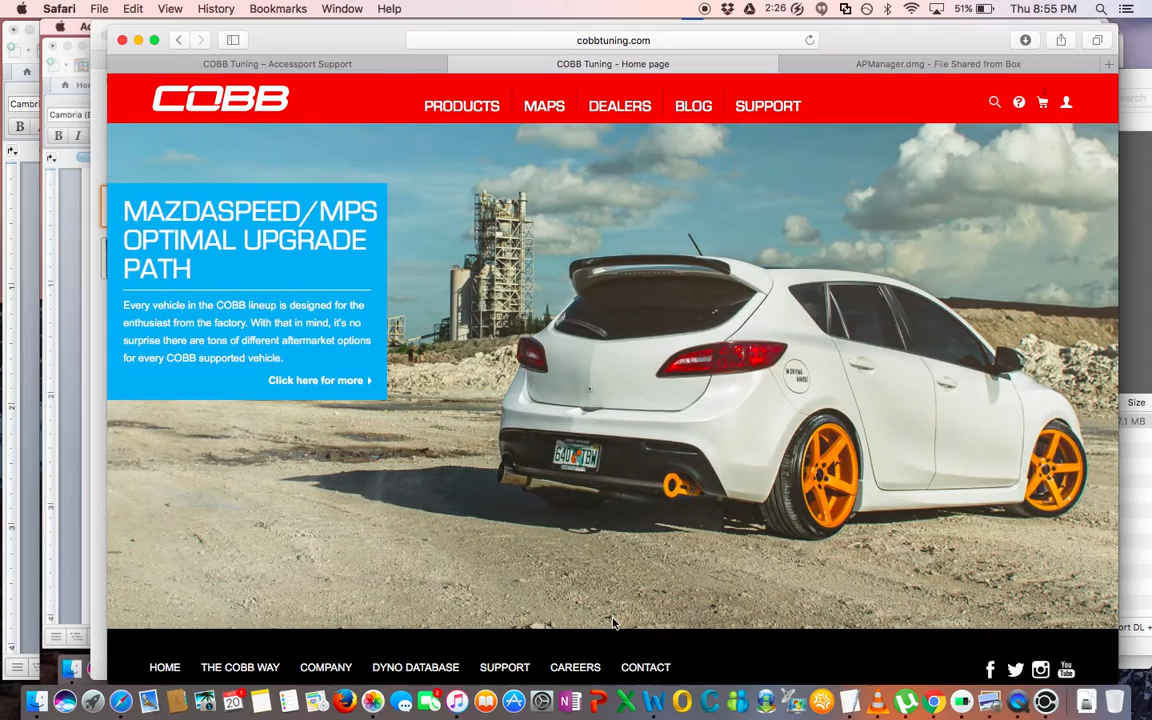 Safari File Edit View History Bookmarks Window Help
2:26 51% Thu 8:55 PM
cobbtuning.com
COBB Tuning – Accessport Support
COBB Tuning - Home page
APManager.dmg - File Shared from Box
COBB
PRODUCTS MAPS DEALERS BLOG SUPPORT
MAZDASPEED/MPS
OPTIMAL UPGRADE
PATH
Every vehicle in the COBB lineup is designed for the
enthusiast from the factory. With that in mind, it's no
surprise there are tons of different aftermarket options
for every COBB supported vehicle.
Click here for more
HOME THE COBB WAY COMPANY DYNO DATABASE SUPPORT CAREERS CONTACT
You
Tube
Size